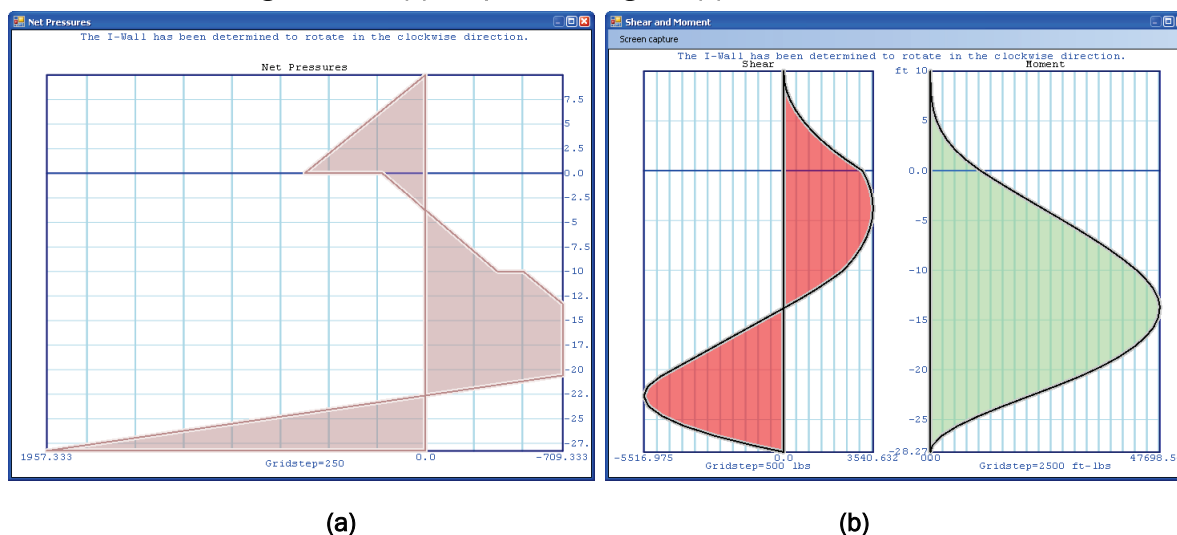 Net Pressures
The I-Wall has been determined to rotate in the clockwise direction.
Net Pressures
7.5
5
2.5
0.0
-2.5
-5
-7.5
-10
-12.
-15
-17.
-20
-22.
-25
-27.
1957.333
0.0
-709.333
Gridstep=250
(a)
Shear and Moment
Screen capture
The I-Wall has been determined to rotate in the clockwise direction.
Shear
ft 10
Moment
5
0.0
-5
-10
-15
-20
-25
-28.27
-5516.975
0.0
3540.632
Gridstep=500 lbs
Gridstep=2500 ft-lbs
(b)